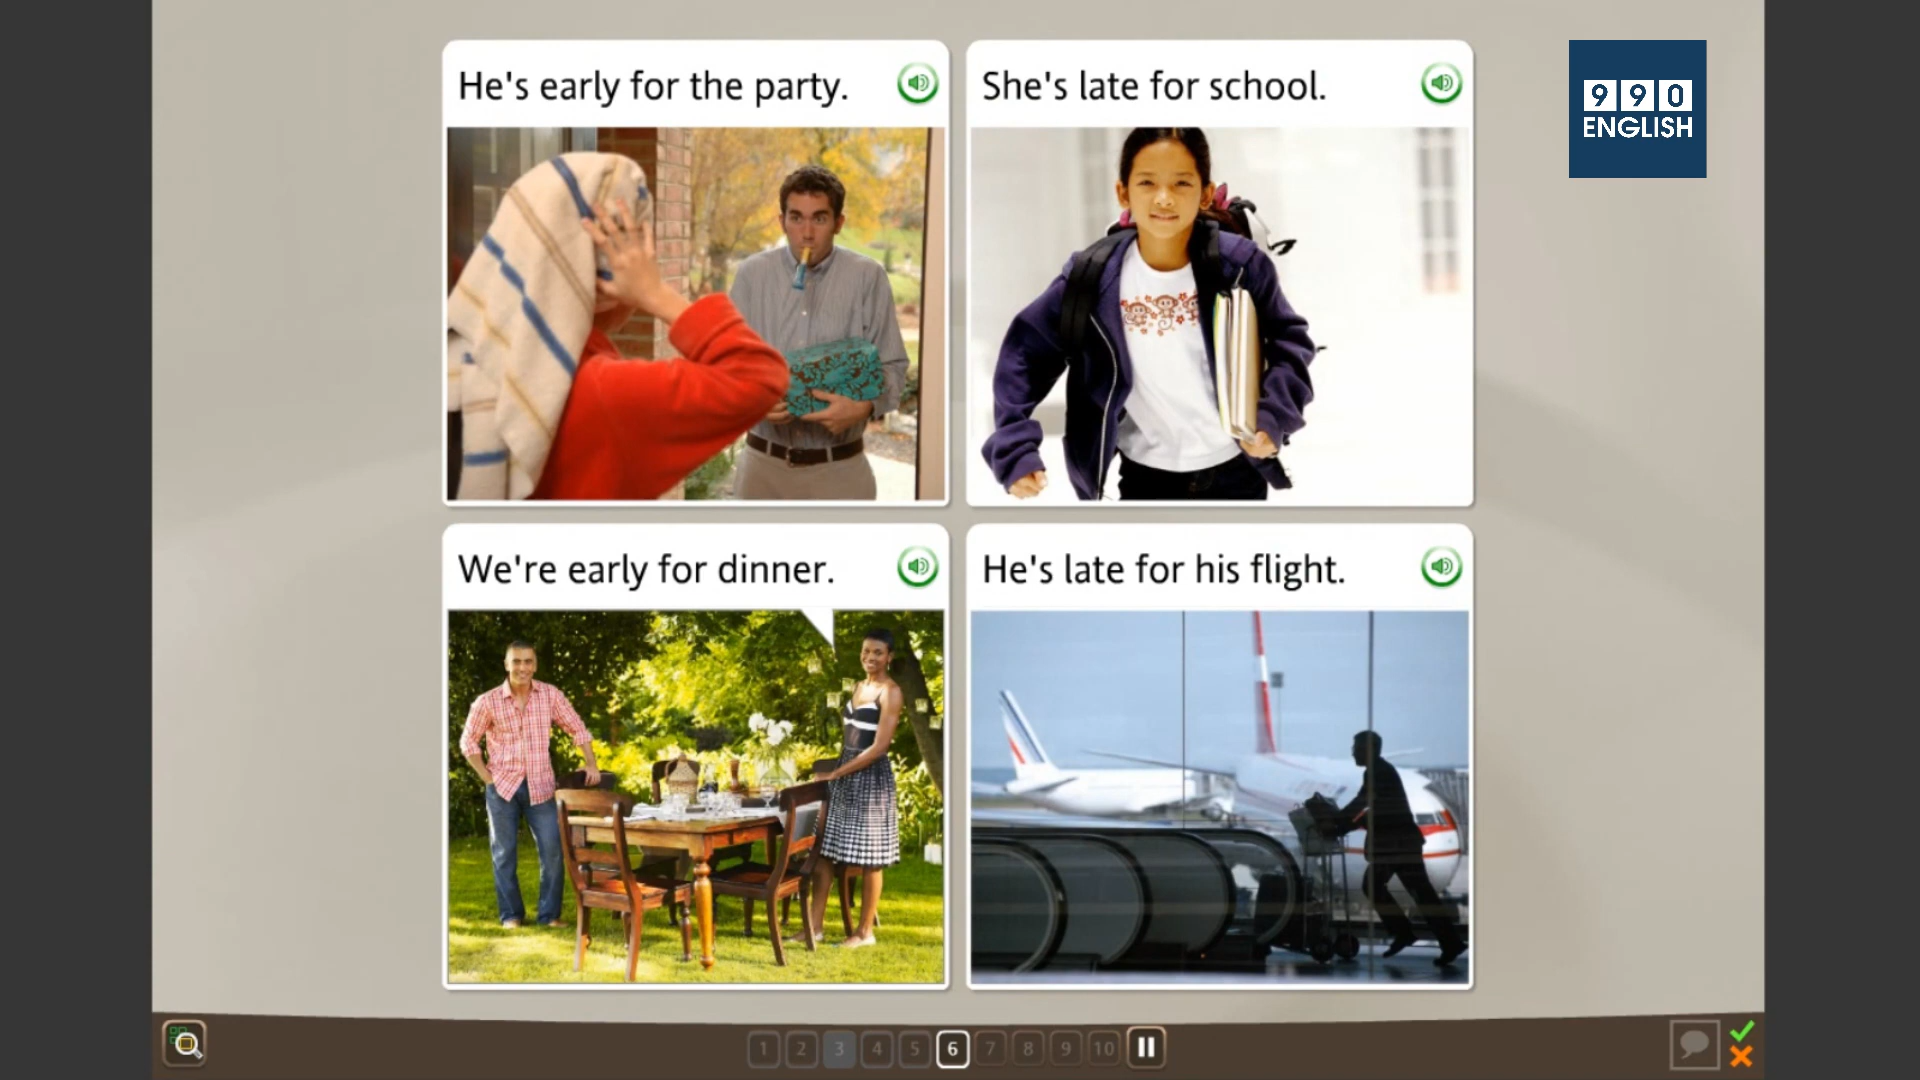 He's early for the party.
She's late for school.
990
ENGLISH
We're early for dinner.
He's late for his flight.
1 2 3 4 5 6 7 8 9 10